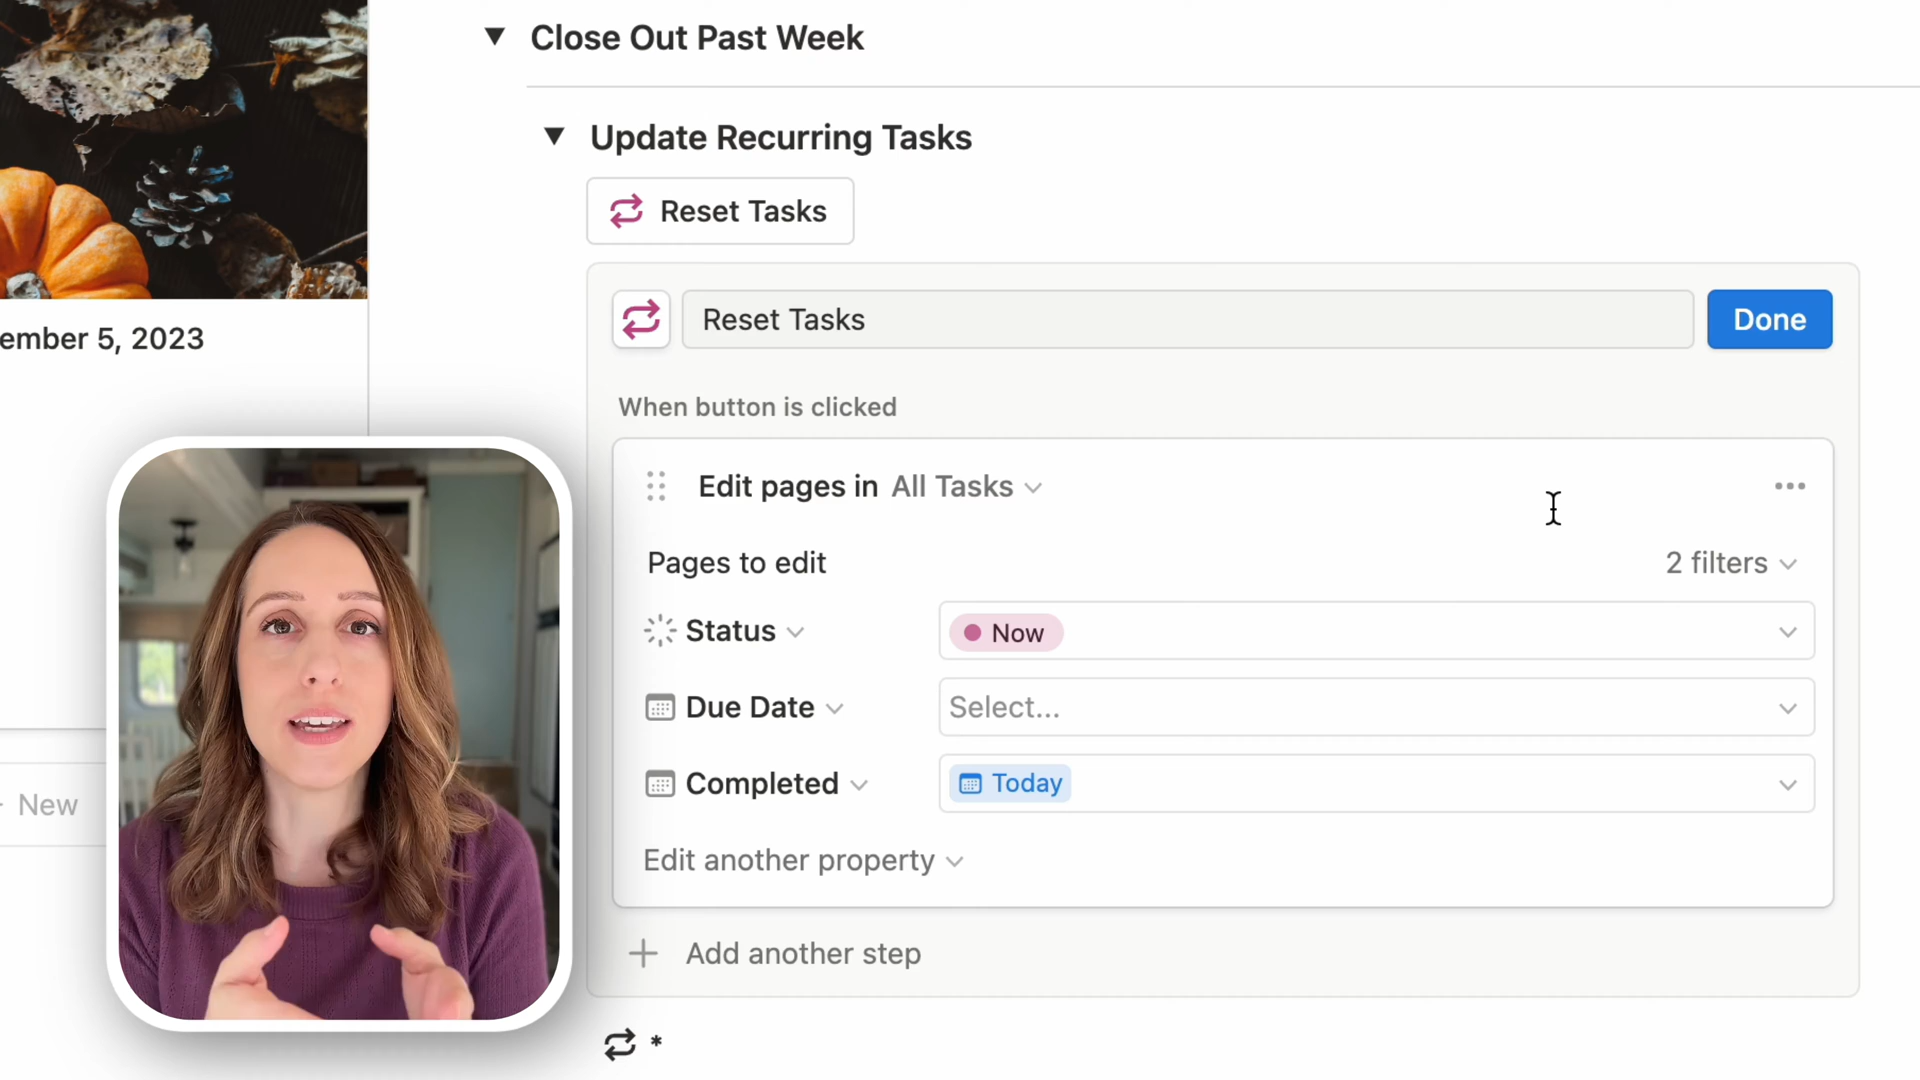 Close Out Past Week
Update Recurring Tasks
Reset Tasks
Reset Tasks
Done
ember 5, 2023
When button is clicked
Edit pages in All Tasks
Pages to edit
2 filters
Status
Now
Due Date
Select...
Completed
Today
New
Edit another property
Add another step
*